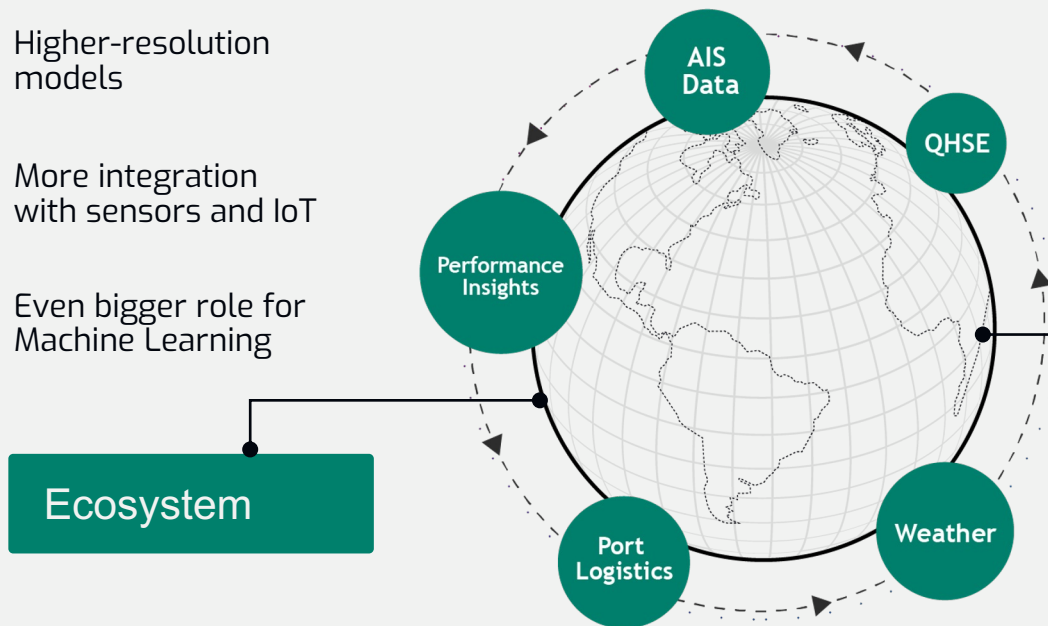 Higher-resolution
models
More integration
with sensors and IoT
Even bigger role for
Machine Learning
Ecosystem
AIS
Data
QHSE
Performance
Insights
Weather
Port
Logistics